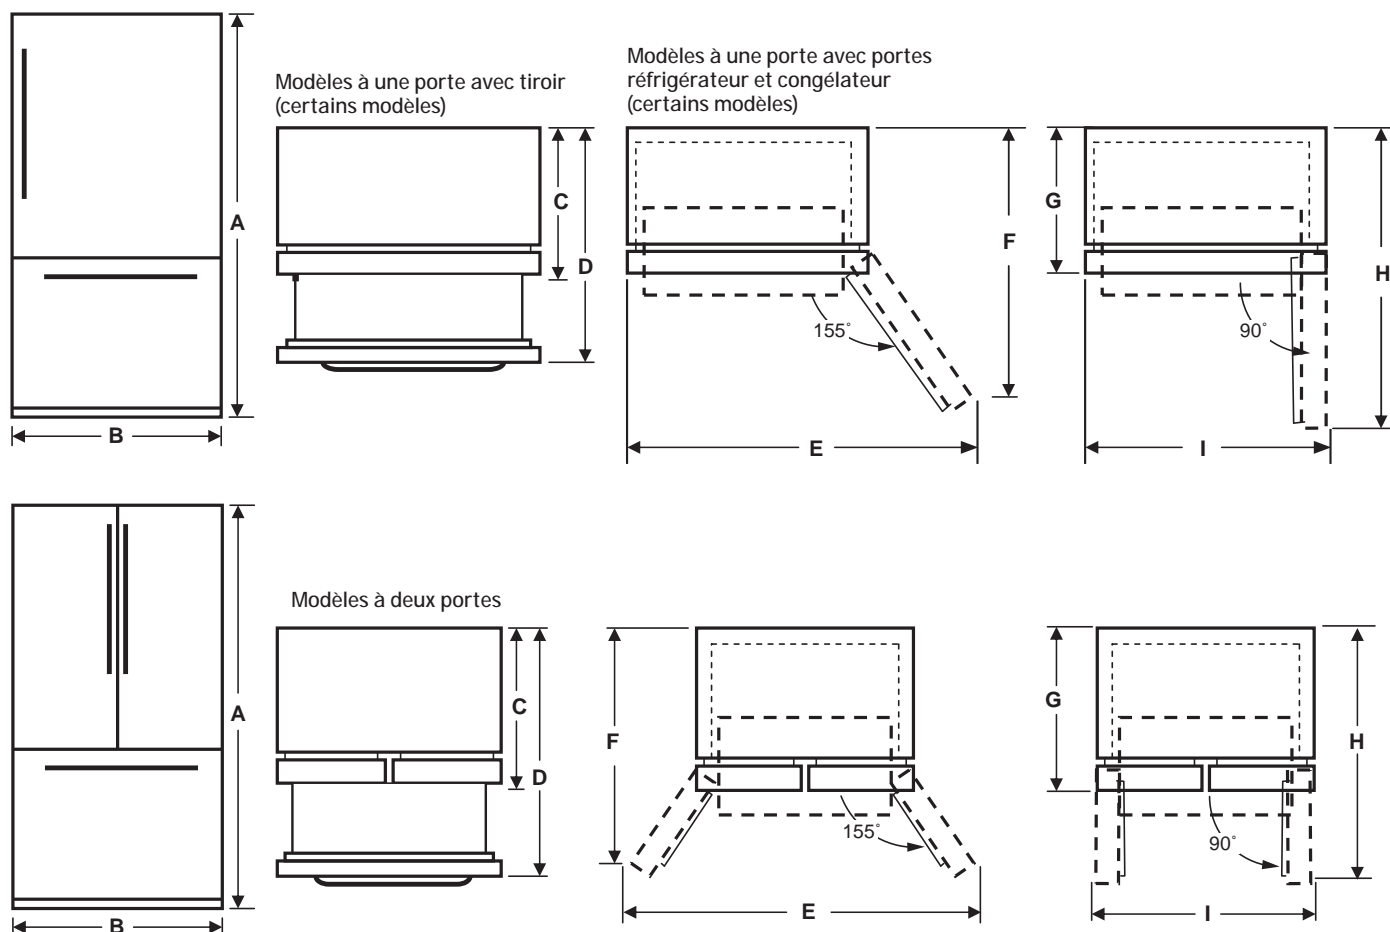 Modèles à une porte avec tiroir
(certains modèles)
Modèles à une porte avec portes
réfrigérateur et congélateur
(certains modèles)
A
B
C
D
155°
E
F
G
90°
H
I
Modèles à deux portes
A
B
C
D
F
155°
E
G
90°
H
I